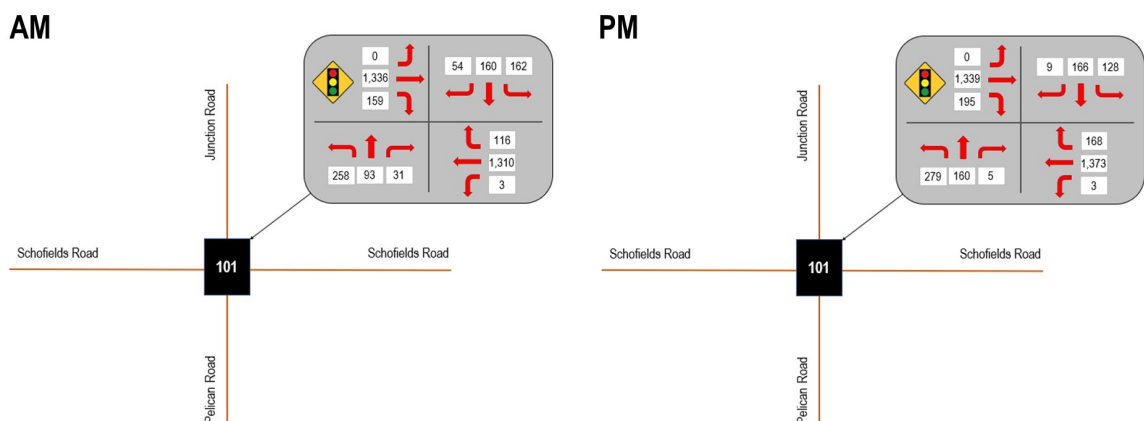 AM
0
1,336
159
54 160 162
258 93 31
116
1,310
3
Junction Road
Schofields Road
Schofields Road
101
Pelican Road
PM
0
1,339
195
9 166 128
279 160 5
168
1,373
3
Junction Road
Schofields Road
Schofields Road
101
Pelican Road